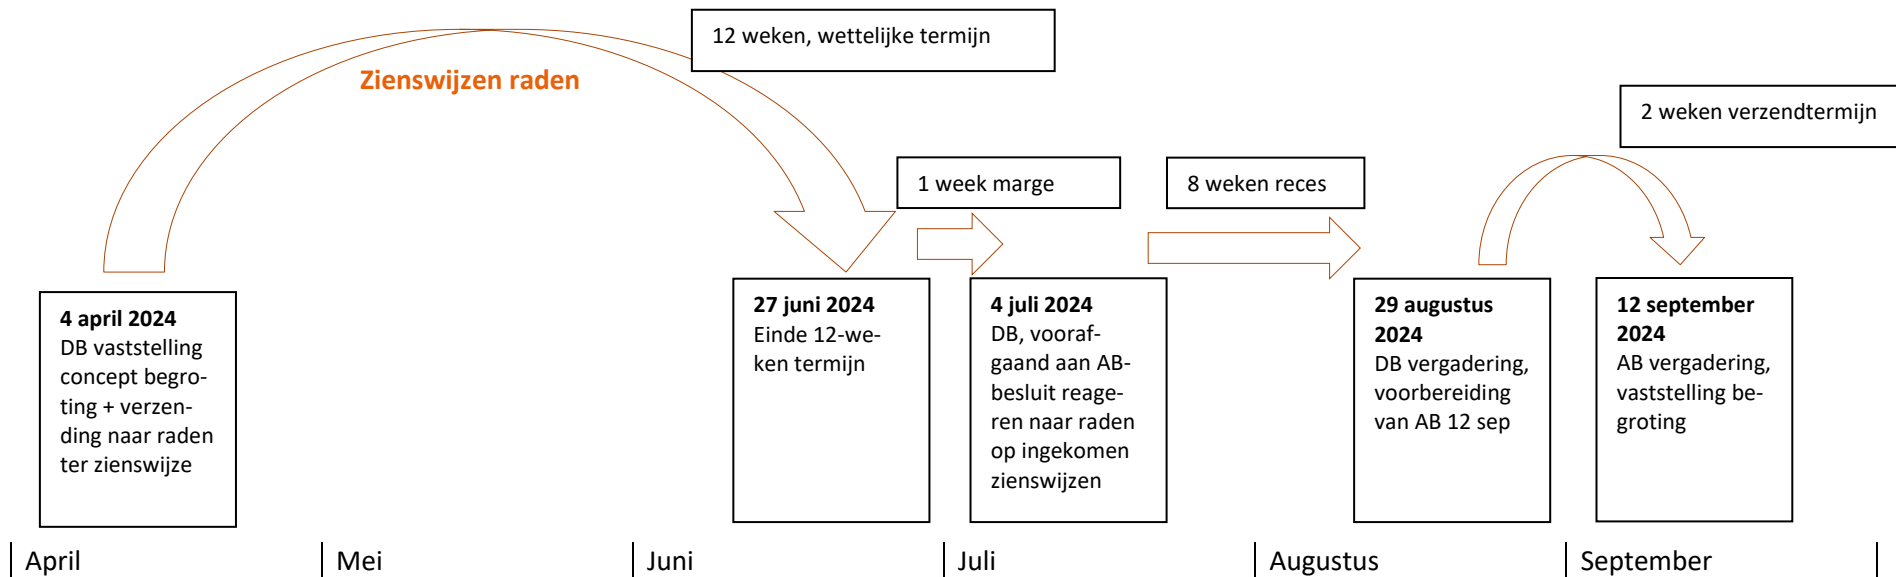 12 weken, wettelijke termijn
Zienswijzen raden
2 weken verzendtermijn
1 week marge
8 weken reces
4 april 2024
DB vaststelling
concept begro-
ting + verzen-
ding naar raden
ter zienswijze
27 juni 2024
Einde 12-we-
ken termijn
4 juli 2024
DB, vooraf-
gaand aan AB-
besluit reage-
ren naar raden
op ingekomen
zienswijzen
29 augustus
2024
DB vergadering,
voorbereiding
van AB 12 sep
12 september
2024
AB vergadering,
vaststelling be-
groting
April
Mei
Juni
Juli
Augustus
September